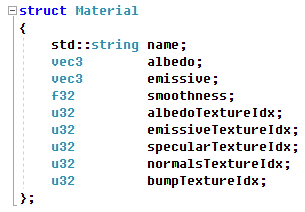 struct Material
{
    std::string name;
    vec3        albedo;
    vec3        emissive;
    f32         smoothness;
    u32         albedoTextureIdx;
    u32         emissiveTextureIdx;
    u32         specularTextureIdx;
    u32         normalsTextureIdx;
    u32         bumpTextureIdx;
};